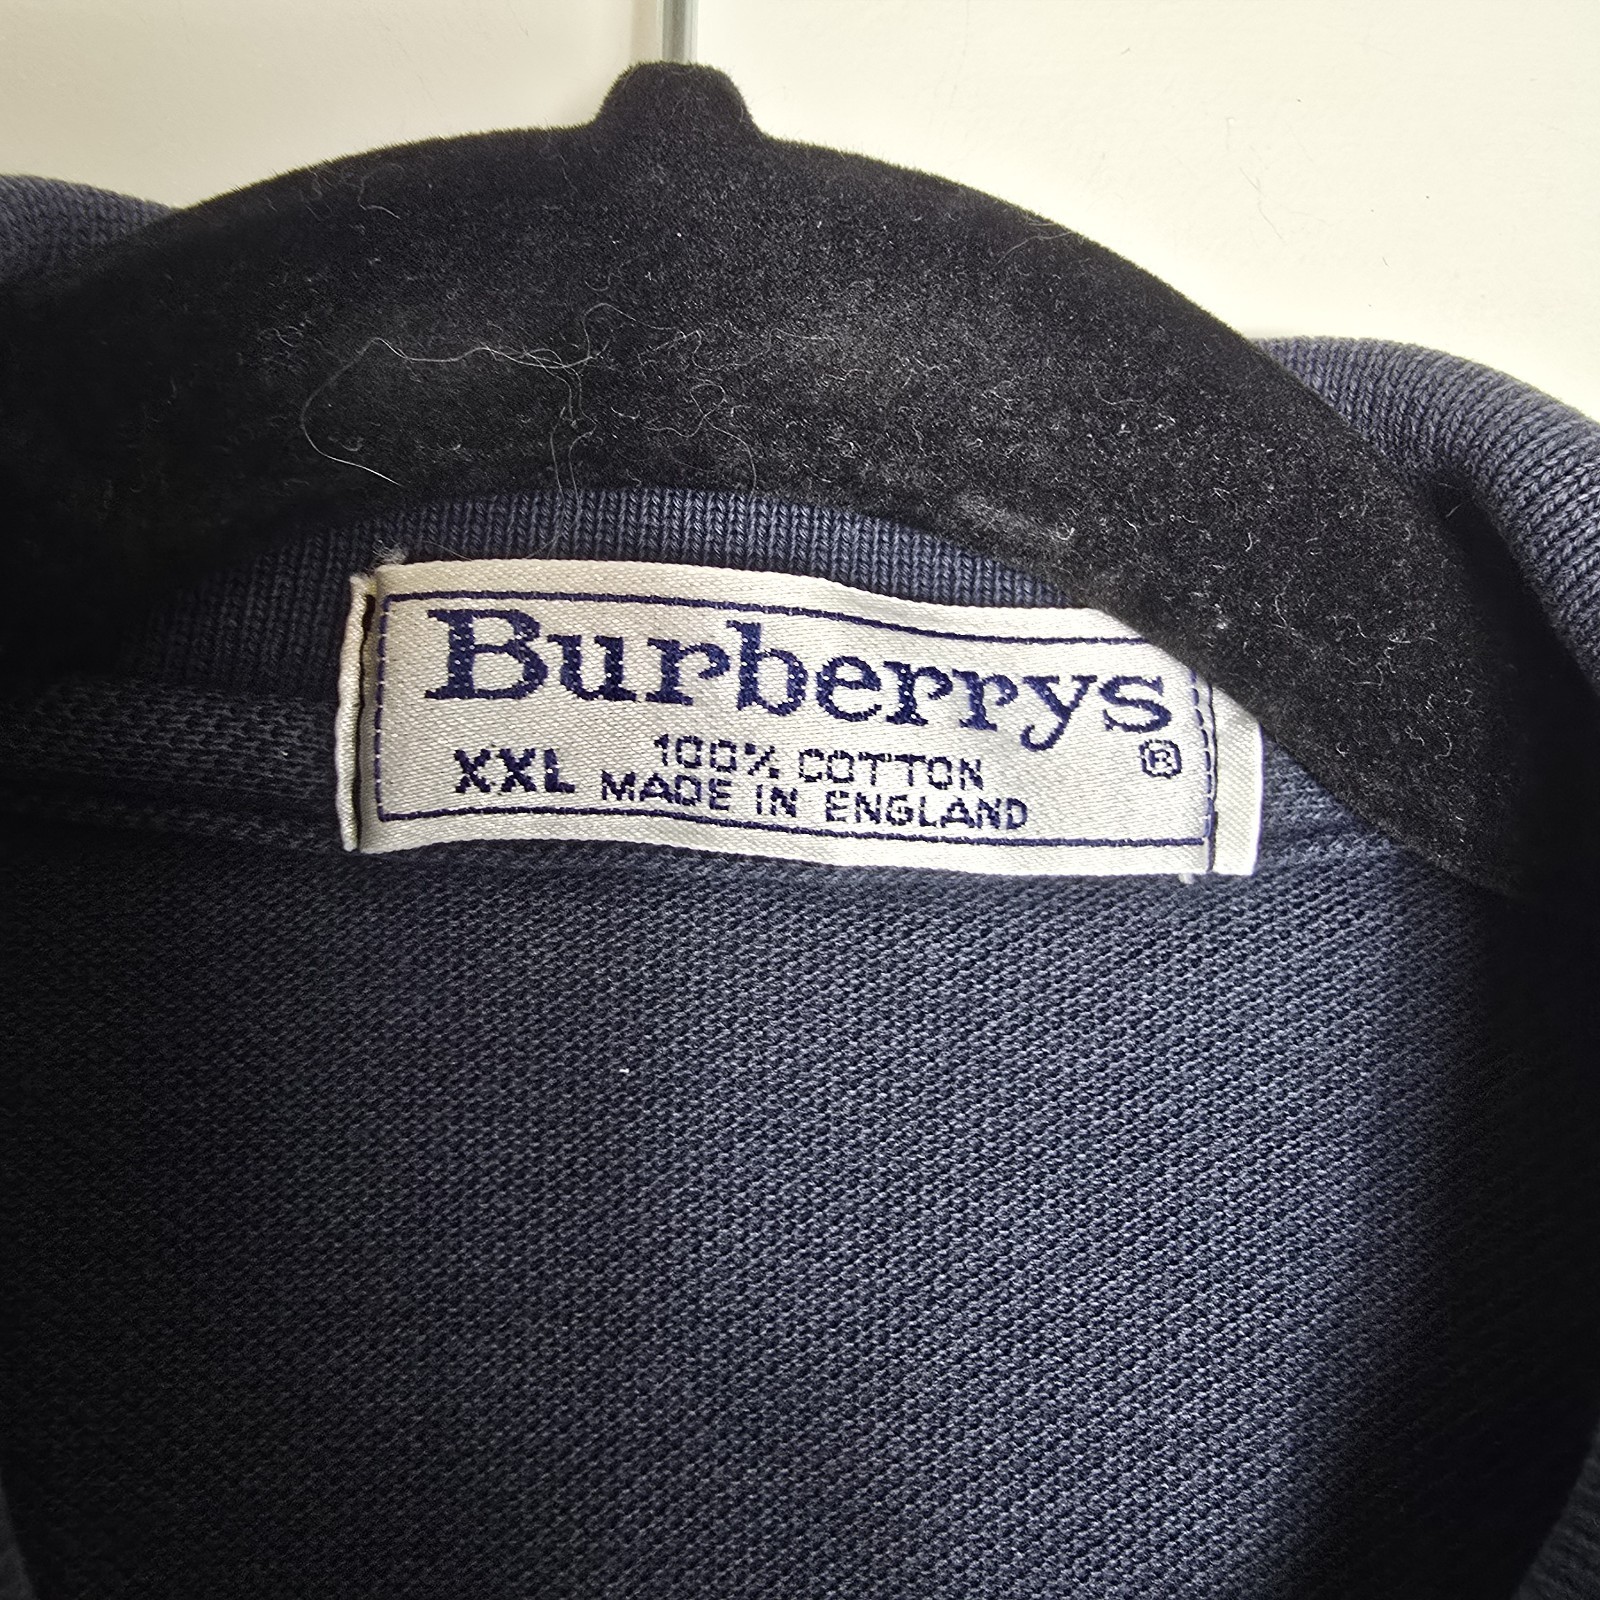 Burberrys®
100% COTTON
XXL MADE IN ENGLAND